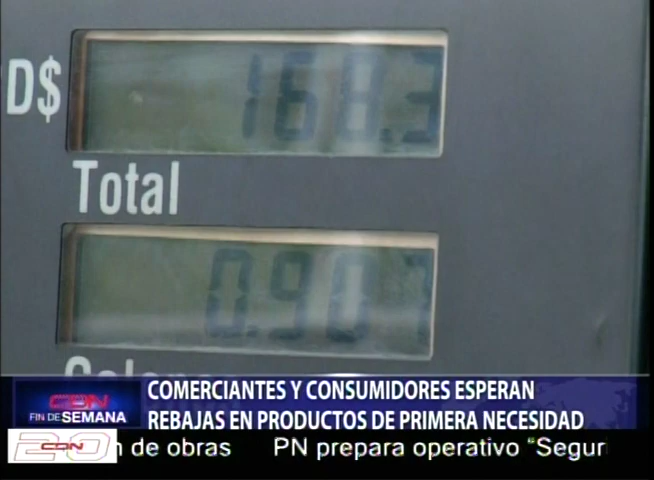 D$ 168.3
Total
0.907
CDN
FIN DE SEMANA
COMERCIANTES Y CONSUMIDORES ESPERAN
REBAJAS EN PRODUCTOS DE PRIMERA NECESIDAD
CDN
n de obras PN prepara operativo “Segur